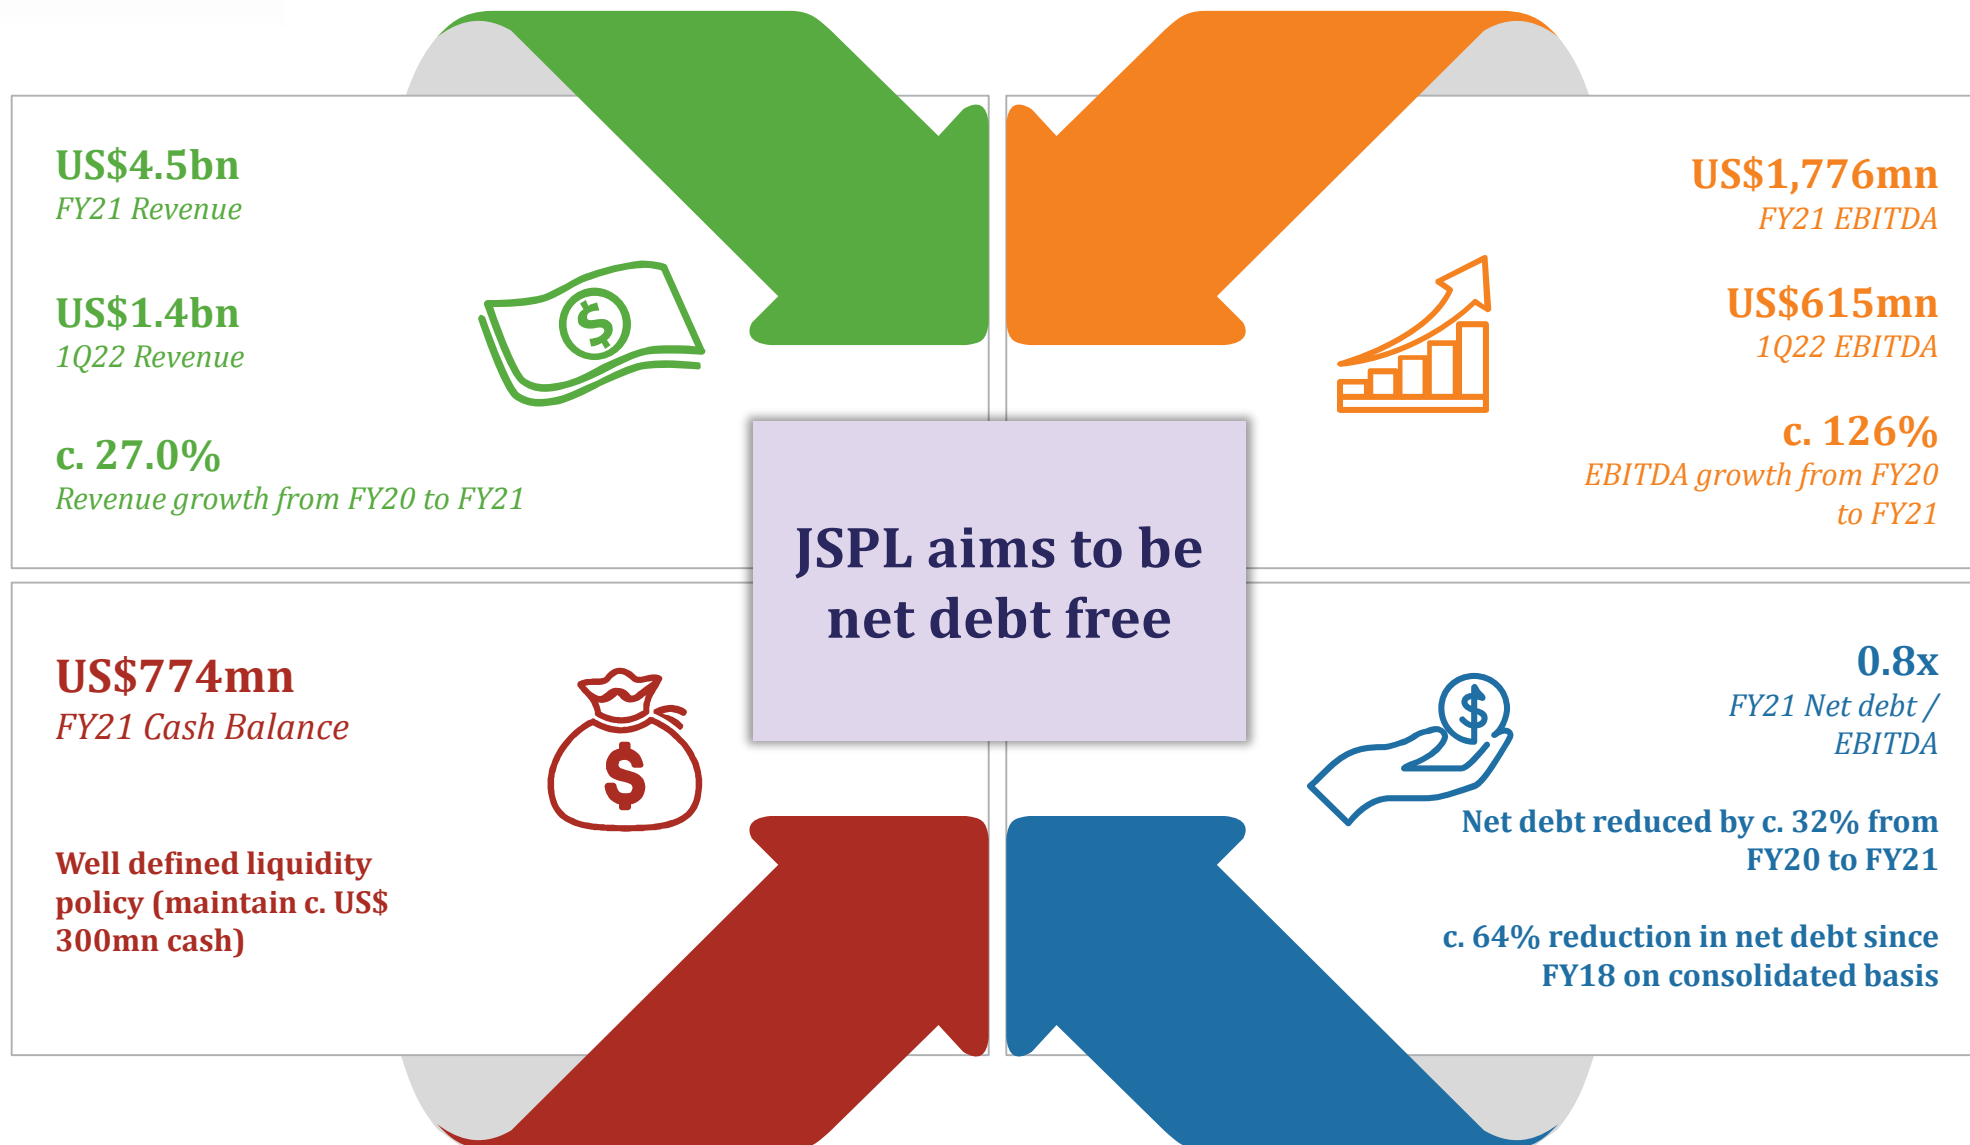 US$4.5bn
FY21 Revenue
US$1.4bn
1Q22 Revenue
c. 27.0%
Revenue growth from FY20 to FY21
US$1,776mn
FY21 EBITDA
US$615mn
1Q22 EBITDA
c. 126%
EBITDA growth from FY20
to FY21
JSPL aims to be
net debt free
US$774mn
FY21 Cash Balance
Well defined liquidity
policy (maintain c. US$
300mn cash)
0.8x
FY21 Net debt /
EBITDA
Net debt reduced by c. 32% from
FY20 to FY21
c. 64% reduction in net debt since
FY18 on consolidated basis
$
$
$